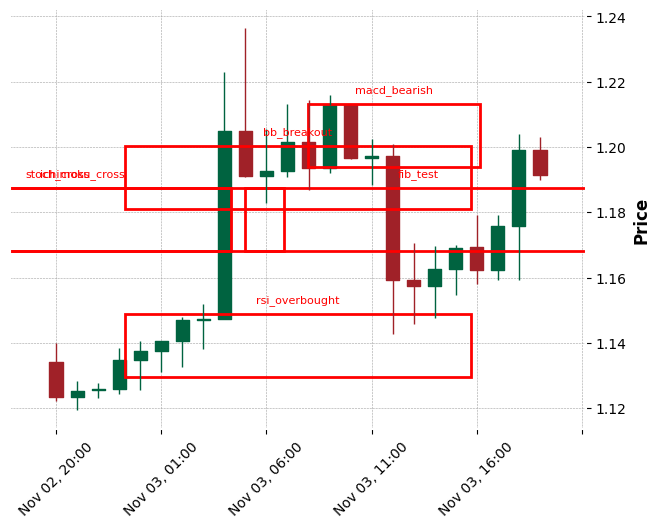 1.24
1.22
macd_bearish
1.20
bb_breakout
stoch_cross
ichimoku_cross
fib_test
1.18
Price
1.16
rsi_overbought
1.14
1.12
Nov 02, 20:00
Nov 03, 01:00
Nov 03, 06:00
Nov 03, 11:00
Nov 03, 16:00